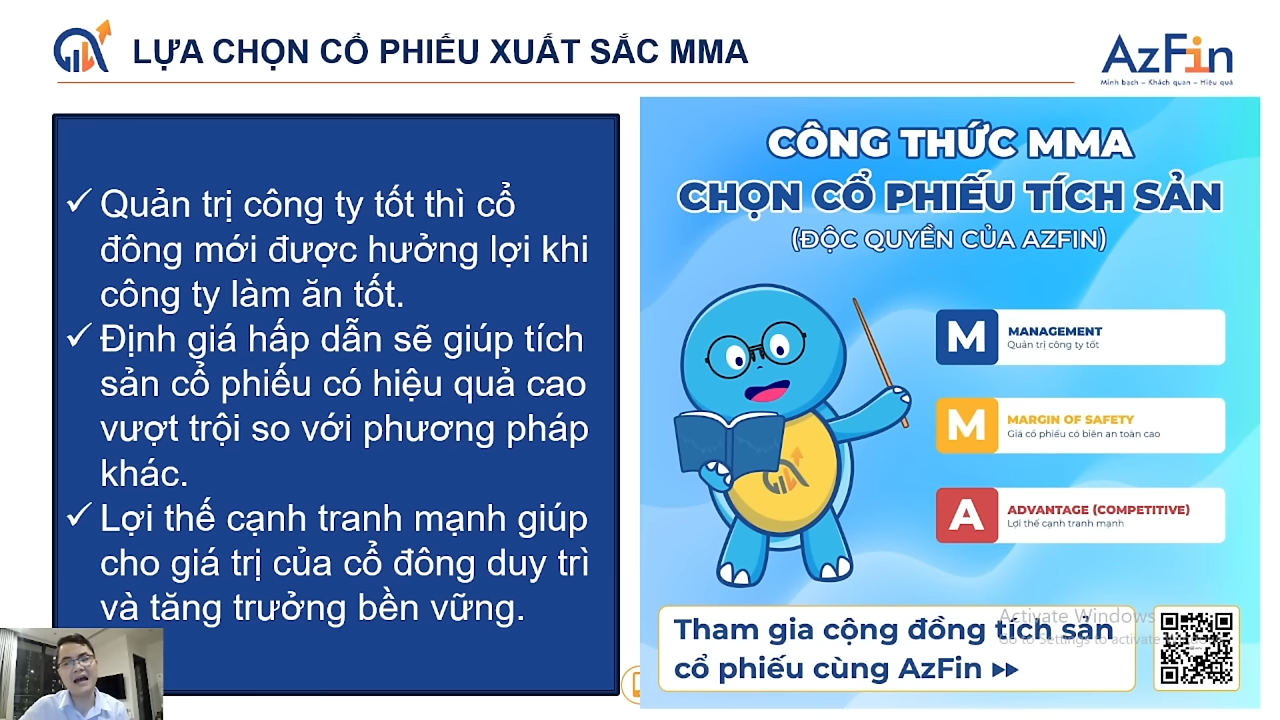 LỰA CHỌN CỔ PHIẾU XUẤT SẮC MMA
AzFin
Minh bạch – Khách quan – Hiệu quả
✓ Quản trị công ty tốt thì cổ
đông mới được hưởng lợi khi
công ty làm ăn tốt.
✓ Định giá hấp dẫn sẽ giúp tích
sản cổ phiếu có hiệu quả cao
vượt trội so với phương pháp
khác.
✓ Lợi thế cạnh tranh mạnh giúp
cho giá trị của cổ đông duy trì
và tăng trưởng bền vững.
CÔNG THỨC MMA
CHỌN CỔ PHIẾU TÍCH SẢN
(ĐỘC QUYỀN CỦA AZFIN)
M MANAGEMENT
Quản trị công ty tốt
M MARGIN OF SAFETY
Giá cổ phiếu có biên an toàn cao
A ADVANTAGE (COMPETITIVE)
Lợi thế cạnh tranh mạnh
Tham gia cộng đồng tích sản
cổ phiếu cùng AzFin
Activate Windows
Go to Settings to activate